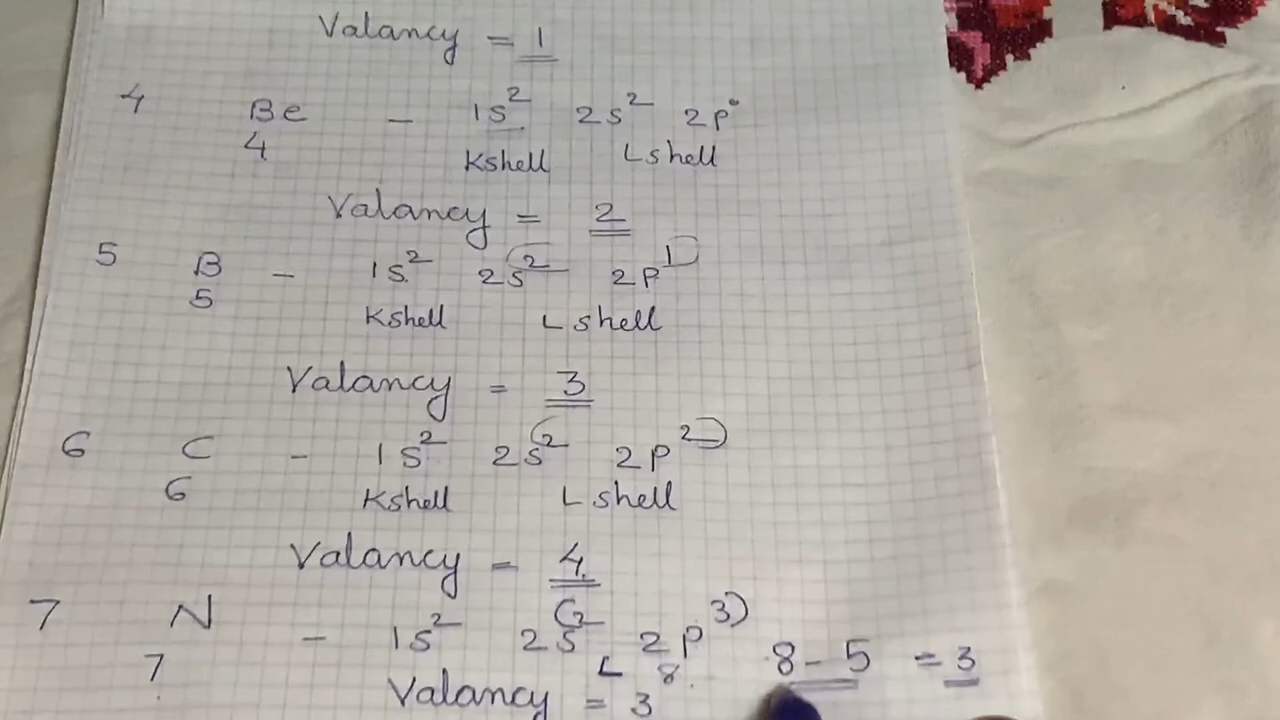 Valancy = 1
4 Be - 1s² 2s² 2p⁰
4 Kshell Lshell
Valancy = 2
5 B - 1s² 2s² 2p¹
5 Kshell L shell
Valancy = 3
6 C - 1s² 2s² 2p²
6 Kshell L shell
Valancy = 4
7 N - 1s² 2s² 2p³ 8 - 5 = 3
7 L 8
Valancy = 3